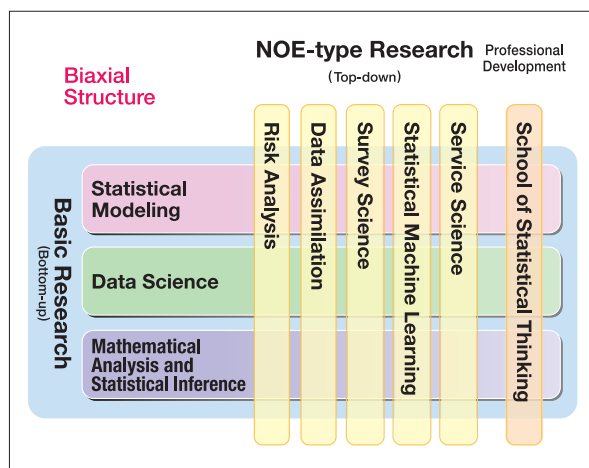 NOE-type Research
(Top-down)
Professional
Development
Biaxial
Structure
Risk Analysis
Data Assimilation
Survey Science
Statistical Machine Learning
Service Science
School of Statistical Thinking
Basic Research
(Bottom-up)
Statistical
Modeling
Data Science
Mathematical
Analysis and
Statistical Inference